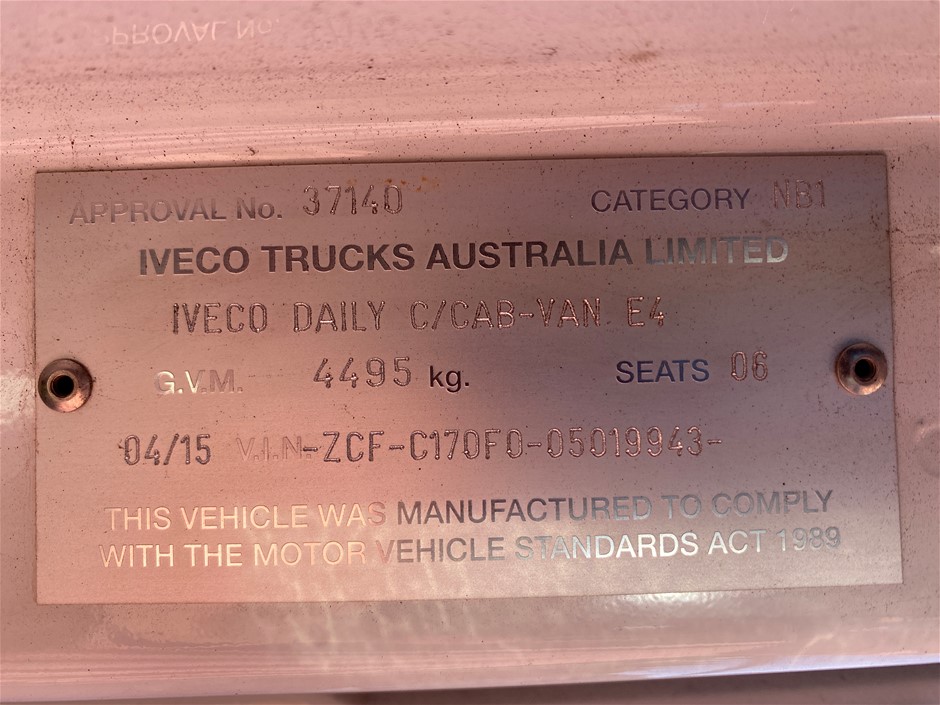 APPROVAL No. 37140 CATEGORY NB1
IVECO TRUCKS AUSTRALIA LIMITED
IVECO DAILY C/CAB-VAN E4
G.V.M. 4495 kg. SEATS 06
04/15 V.I.N-ZCF-C170F0-05019943-
THIS VEHICLE WAS MANUFACTURED TO COMPLY
WITH THE MOTOR VEHICLE STANDARDS ACT 1989